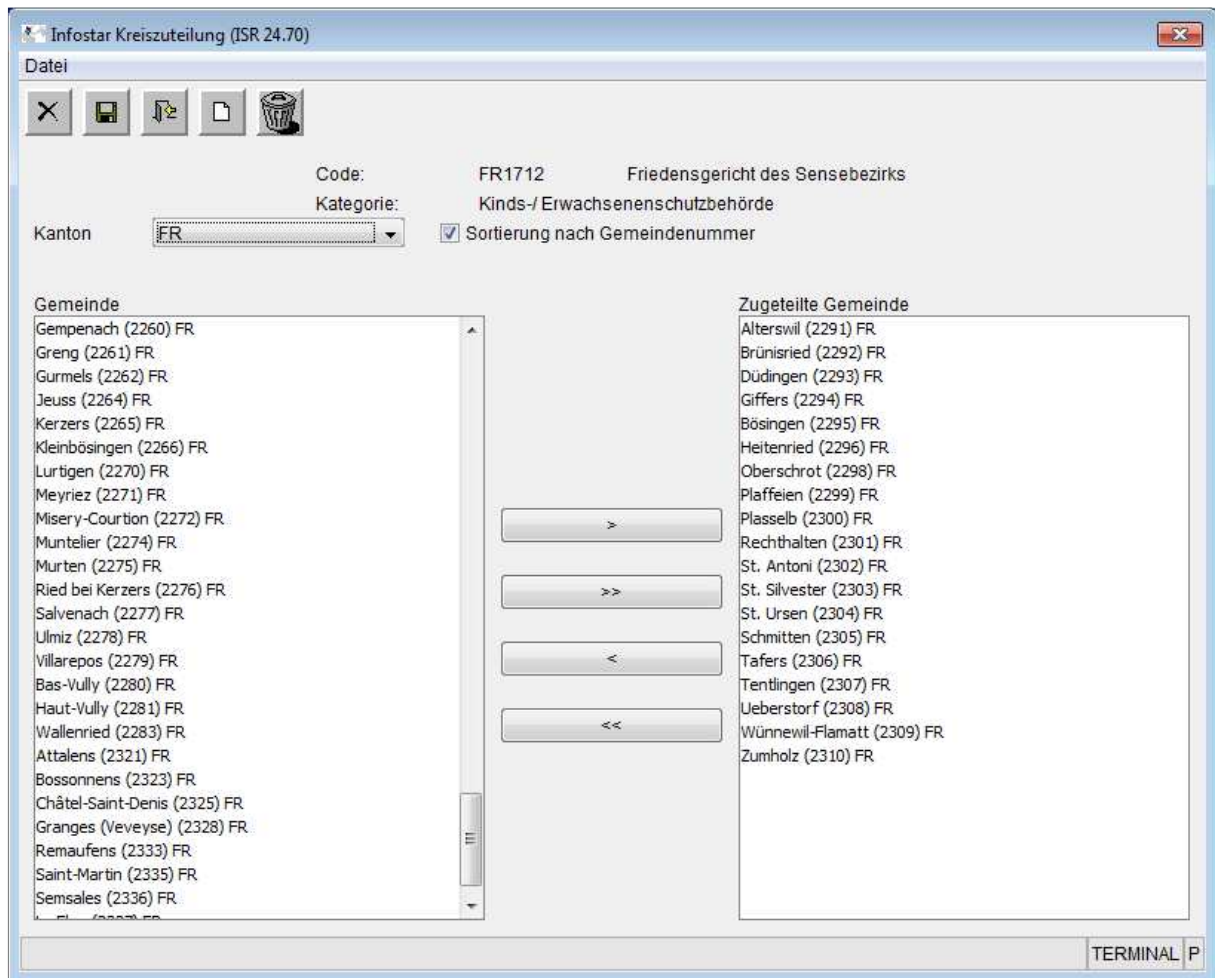 Infostar Kreiszuteilung (ISR 24.70)
Datei
Code: FR1712 Friedensgericht des Sensebezirks
Kategorie: Kinds-/ Erwachsenenschutzbehörde
Kanton FR Sortierung nach Gemeindenummer
Gemeinde
Gempenach (2260) FR
Greng (2261) FR
Gurmels (2262) FR
Jeuss (2264) FR
Kerzers (2265) FR
Kleinbösingen (2266) FR
Lurtigen (2270) FR
Meyriez (2271) FR
Misery-Courtion (2272) FR
Muntelier (2274) FR
Murten (2275) FR
Ried bei Kerzers (2276) FR
Salvenach (2277) FR
Ulmiz (2278) FR
Villarepos (2279) FR
Bas-Vully (2280) FR
Haut-Vully (2281) FR
Wallenried (2283) FR
Attalens (2321) FR
Bossonnens (2323) FR
Châtel-Saint-Denis (2325) FR
Granges (Veveyse) (2328) FR
Remaufens (2333) FR
Saint-Martin (2335) FR
Semsales (2336) FR
>
>>
<
<<
Zugeteilte Gemeinde
Alterswil (2291) FR
Brünisried (2292) FR
Düdingen (2293) FR
Giffers (2294) FR
Bösingen (2295) FR
Heitenried (2296) FR
Oberschrot (2298) FR
Plaffeien (2299) FR
Plasselb (2300) FR
Rechthalten (2301) FR
St. Antoni (2302) FR
St. Silvester (2303) FR
St. Ursen (2304) FR
Schmitten (2305) FR
Tafers (2306) FR
Tentlingen (2307) FR
Ueberstorf (2308) FR
Wünnewil-Flamatt (2309) FR
Zumholz (2310) FR
TERMINAL P